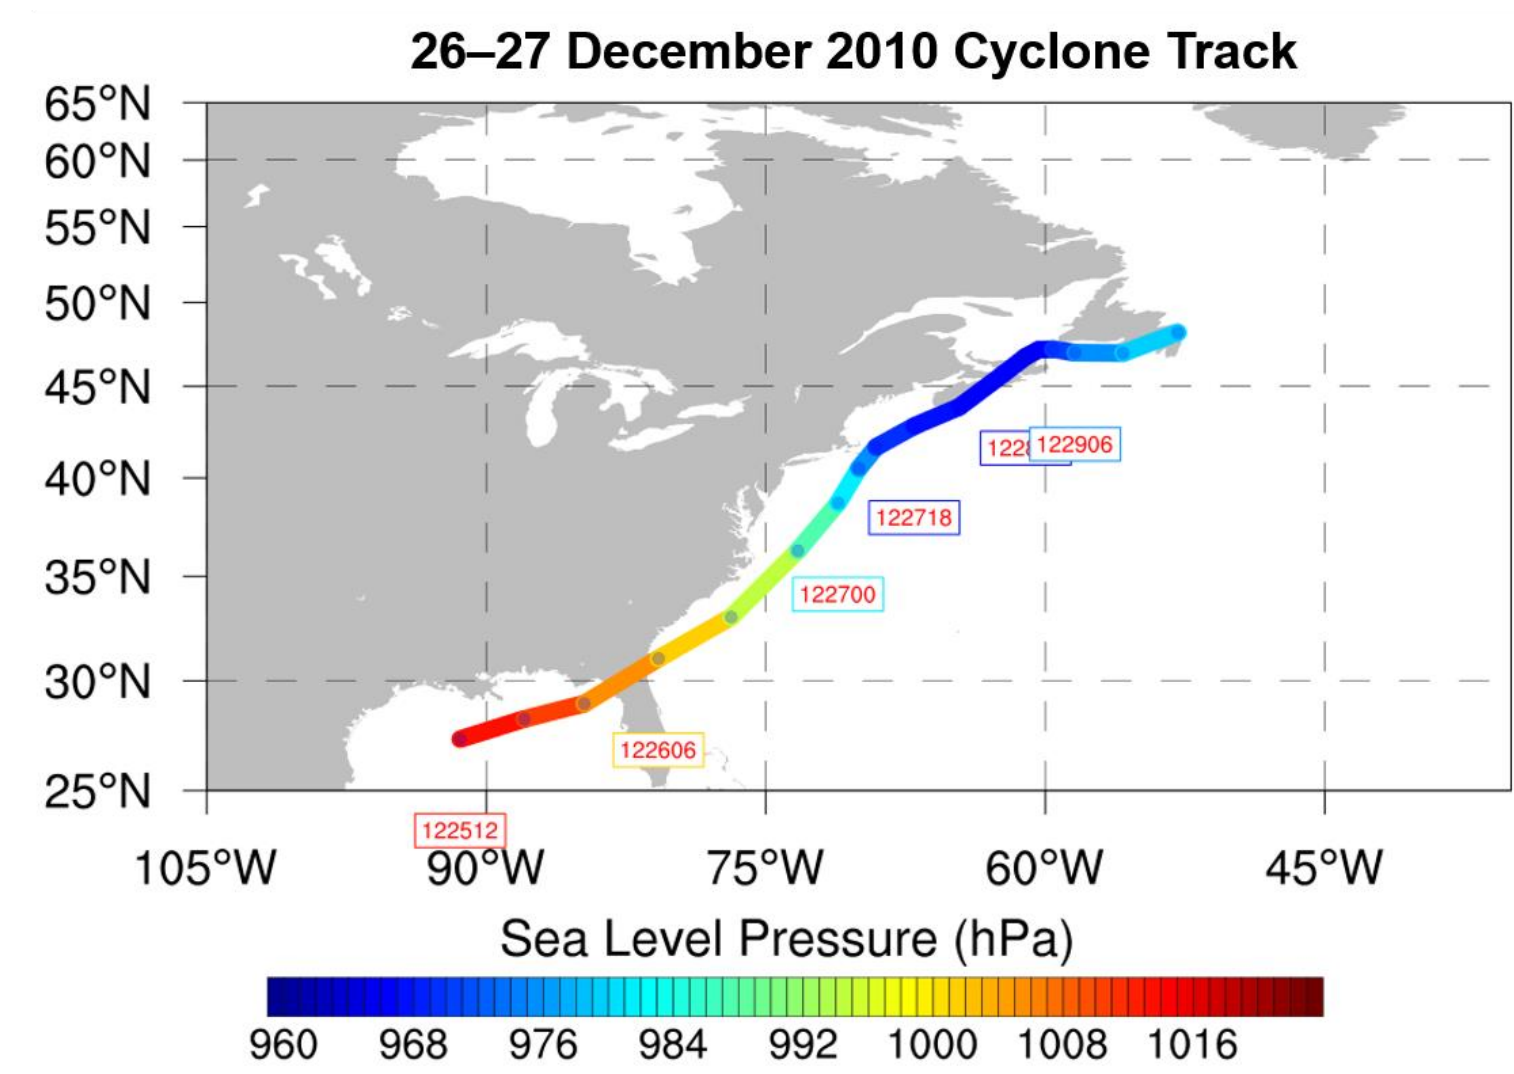 26–27 December 2010 Cyclone Track
65°N
60°N
55°N
50°N
45°N
40°N
35°N
30°N
25°N
122906
122718
122700
122606
122512
105°W 90°W 75°W 60°W 45°W
Sea Level Pressure (hPa)
960 968 976 984 992 1000 1008 1016